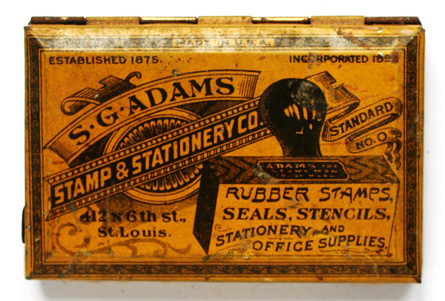 ESTABLISHED 1875.
INCORPORATED
S.G. ADAMS
STAMP & STATIONERY CO.
STANDARD
NO. 0.
ADAMS
412 N 6th st.,
St. Louis.
RUBBER STAMPS,
SEALS, STENCILS,
STATIONERY AND
OFFICE SUPPLIES.